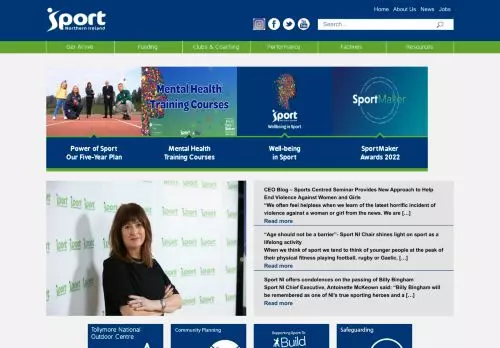 Sport
Northern Ireland
Home About Us News Jobs
Search...
Our Arrive Funding Clubs & Coaching Performance Facilities Resources
Mental Health
Training Courses
sport
Wellbeing in Sport
SportMaker
Power of Sport
Our Five-Year Plan
Mental Health
Training Courses
Well-being
in Sport
SportMaker
Awards 2022
CEO Blog – Sports Centred Seminar Provides New Approach to Help
End Violence Against Women and Girls
“We often feel helpless when we learn of the latest horrific incident of
violence against a woman or girl from the news. We are […]
Read more
“Age should not be a barrier”- Sport NI Chair shines light on sport as a
lifelong activity
When we think of sport we tend to think of younger people at the peak of
their physical fitness playing football, rugby or Gaelic, […]
Read more
Sport NI offers condolences on the passing of Billy Bingham
Sport NI Chief Executive, Antoinette McKeown said: “Billy Bingham will
be remembered as one of NI’s true sporting heroes and a […]
Read more
Tollymore National
Outdoor Centre
Community Planning
Supporting Sport To
Build
Safeguarding